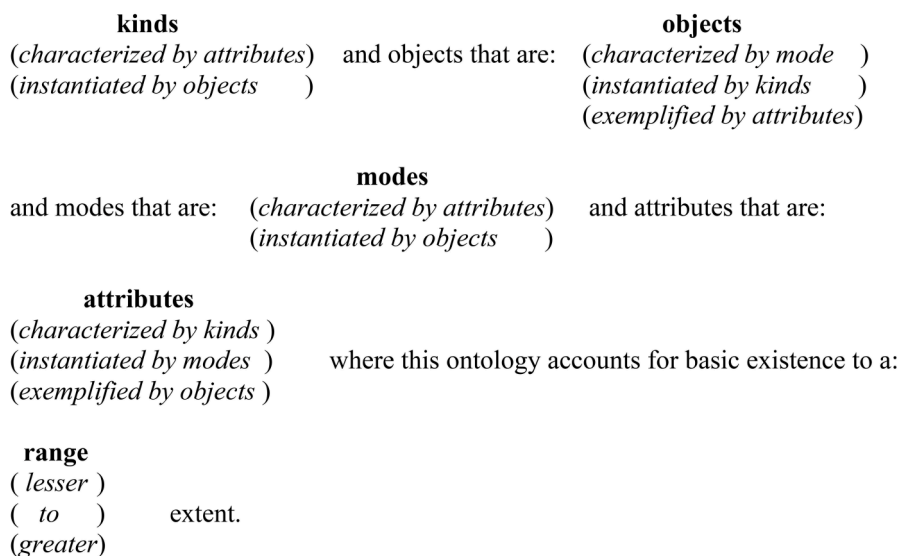 kinds objects
(characterized by attributes) and objects that are: (characterized by mode )
(instantiated by objects ) (instantiated by kinds )
(exemplified by attributes)
modes
and modes that are: (characterized by attributes) and attributes that are:
(instantiated by objects )
attributes
(characterized by kinds )
(instantiated by modes ) where this ontology accounts for basic existence to a:
(exemplified by objects )
range
( lesser )
( to ) extent.
(greater)